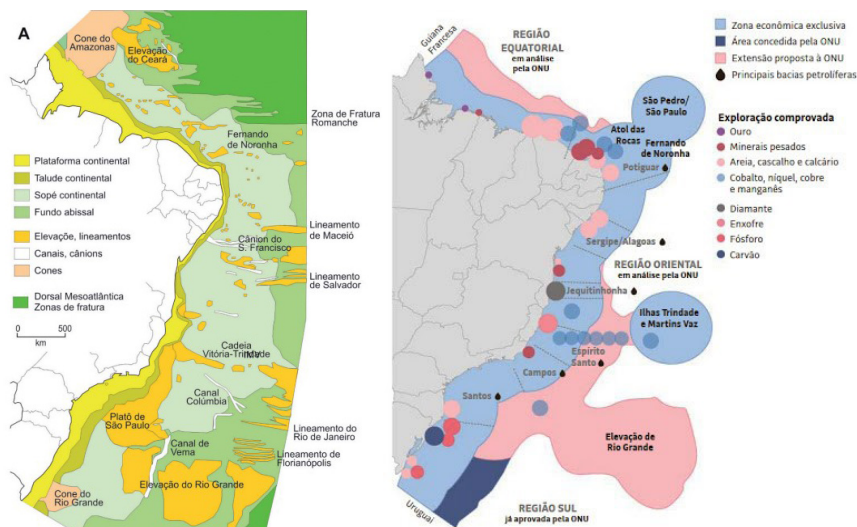 A
Cone do
Amazonas
Elevação
do Ceará
Zona de Fratura
Romanche
Fernando
de Noronha
Plataforma continental
Talude continental
Sopé continental
Fundo abissal
Elevação, lineamentos
Canais, cânions
Cones
Dorsal Mesoatlântica
Zonas de fratura
0 500
km
Lineamento
de Maceió
Cânion do
S. Francisco
Lineamento
de Salvador
Cadeia
Vitória-Trindade
Canal
Colúmbia
Platô de
São Paulo
Lineamento do
Rio de Janeiro
Canal de
Vema
Lineamento de
Florianópolis
Elevação do Rio Grande
Cone do
Rio Grande
Guiana
Francesa
REGIÃO
EQUATORIAL
em análise
pela ONU
Zona econômica exclusiva
Área concedida pela ONU
Extensão proposta à ONU
Principais bacias petrolíferas
São Pedro/
São Paulo
Atol das
Rocas
Fernando
de Noronha
Potiguar
Exploração
comprovada
Ouro
Minerais pesados
Areia, cascalho e calcário
Cobalto, níquel, cobre
e manganês
Diamante
Enxofre
Fósforo
Carvão
Sergipe/Alagoas
REGIÃO ORIENTAL
em análise pela ONU
Jequitinhonha
Ilhas Trindade
e Martins Vaz
Espírito
Santo
Campos
Santos
Elevação de
Rio Grande
REGIÃO SUL
já aprovada pela ONU
Uruguai